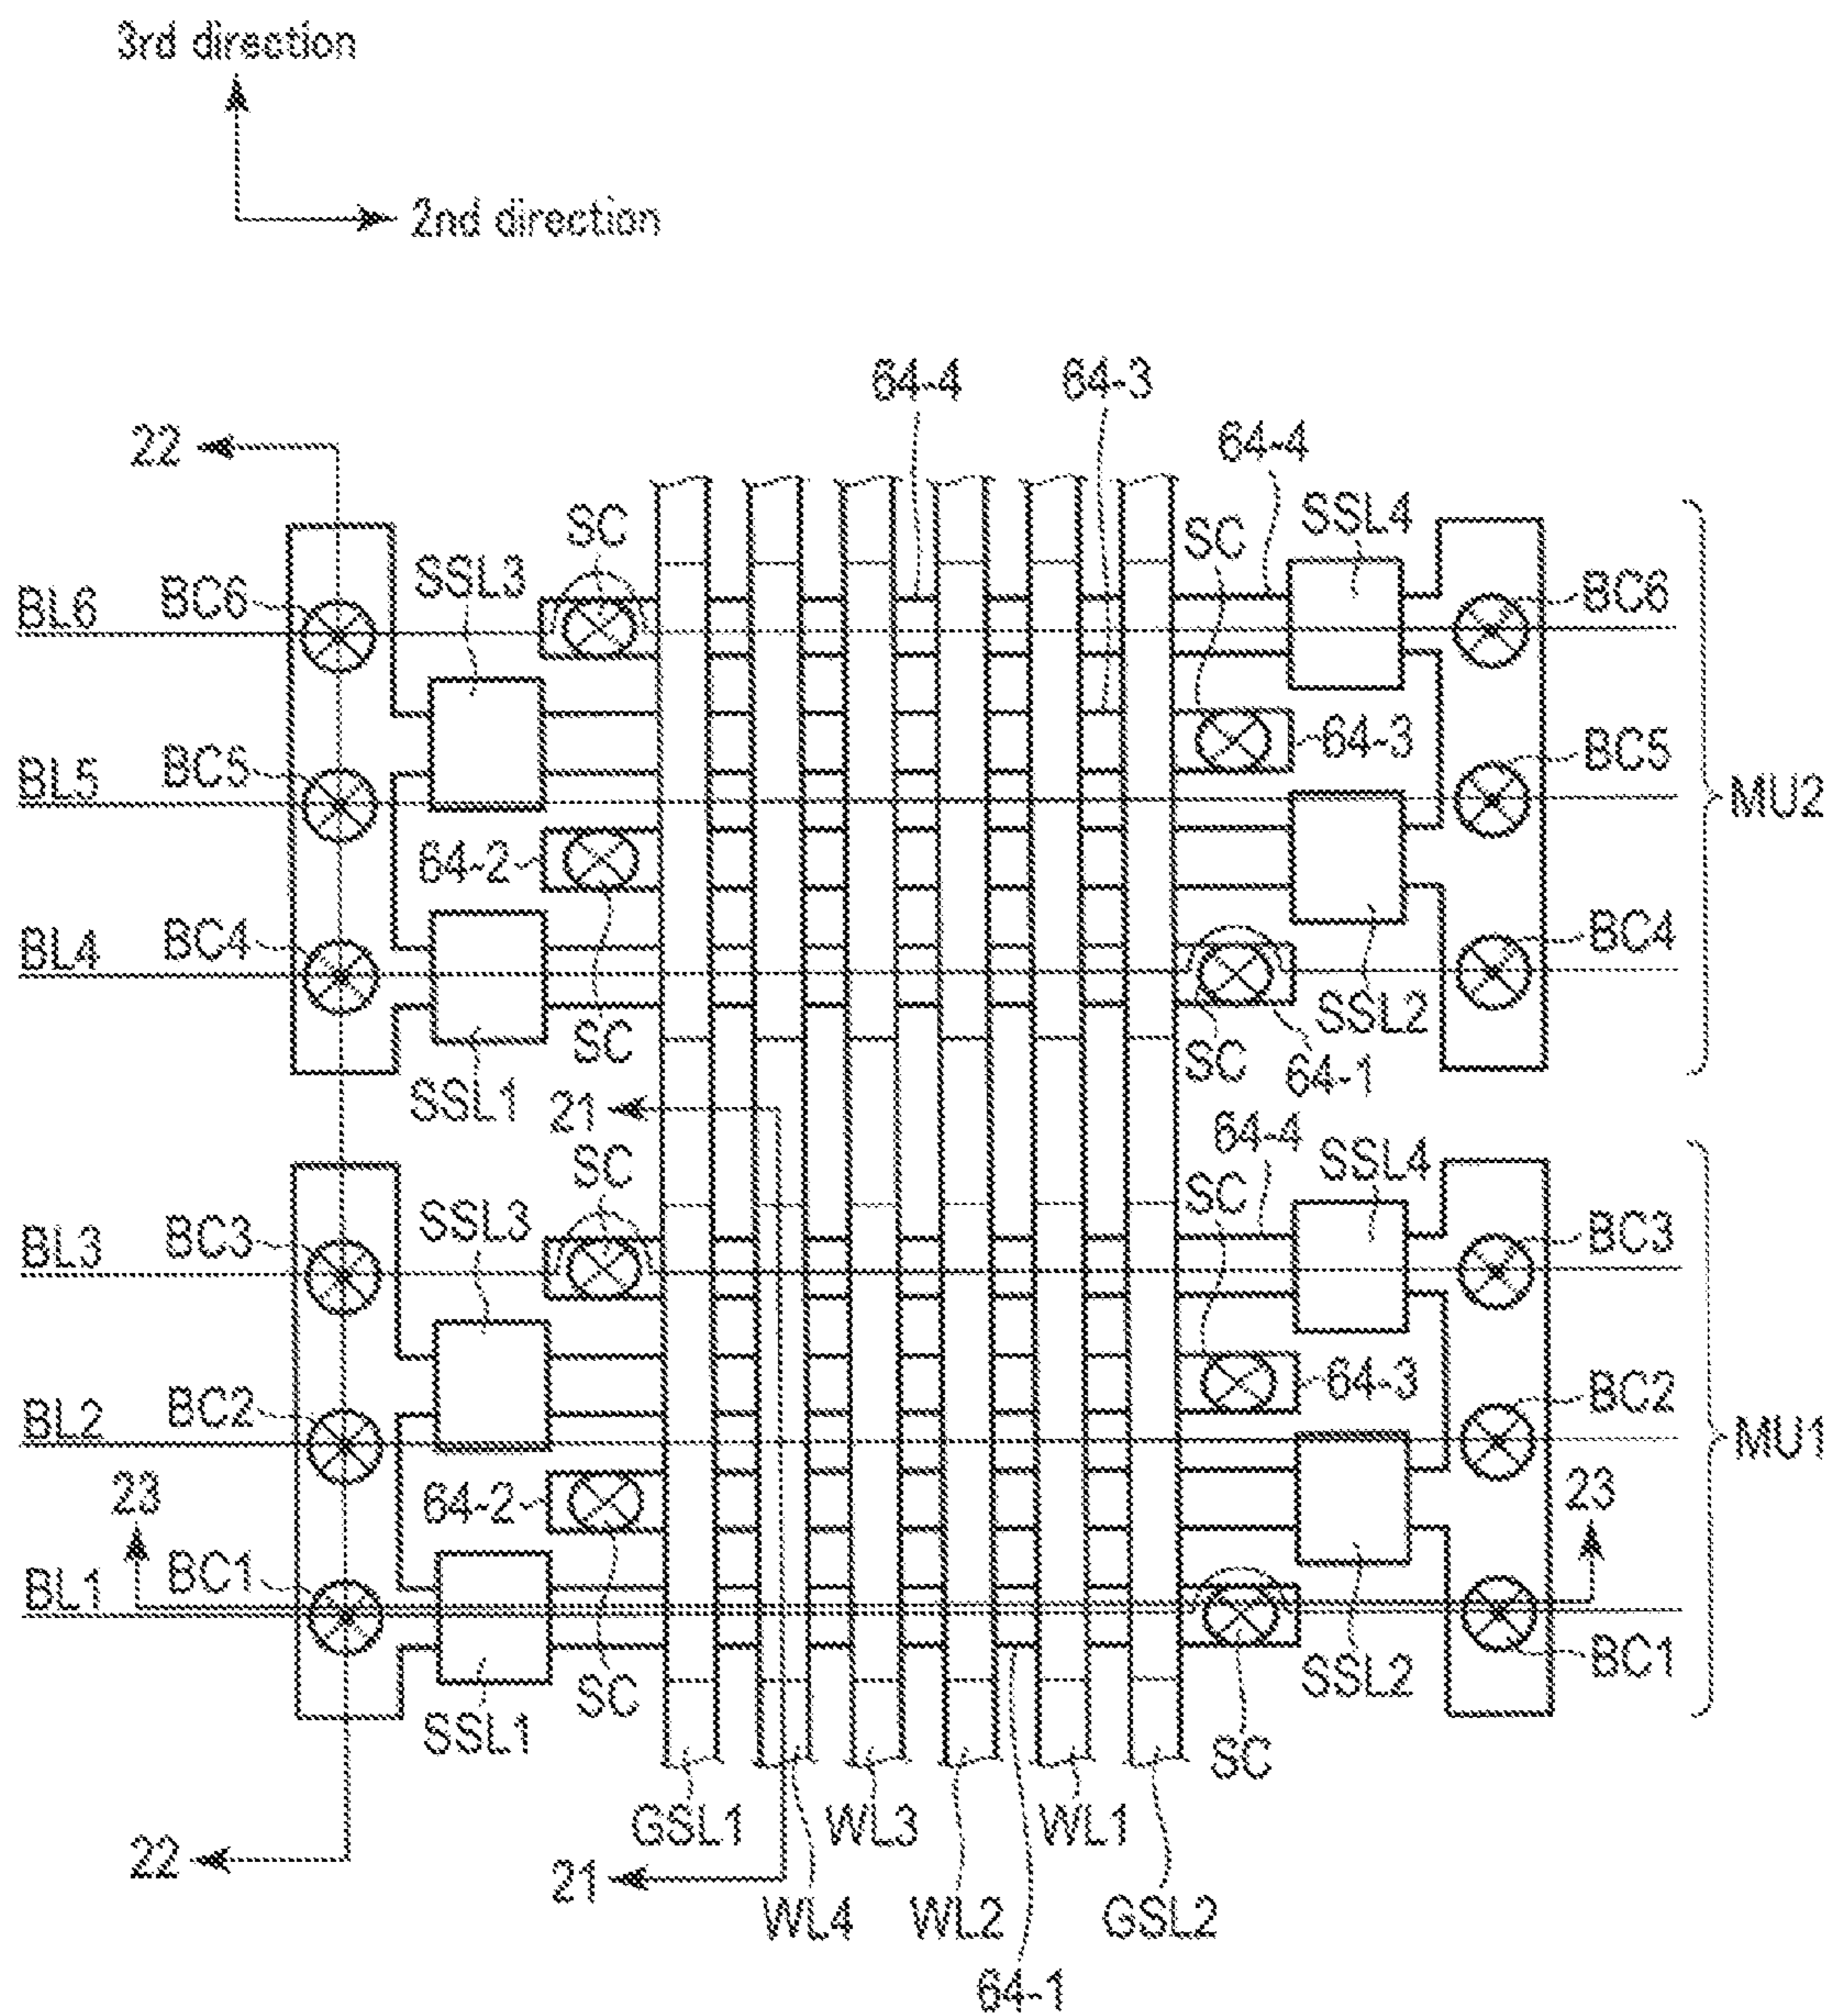 3rd direction
2nd direction
64-4
64-3
22
64-4
SC
SSL4
SSL3
SC
BL6
BC6
BC6
BL5
BC5
64-3
BC5
MU2
64-2
BL4
BC4
BC4
SC
SSL2
SC
64-1
SSL1
21
64-4
SSL4
SC
SC
SSL3
BL3
BC3
BC3
BL2
BC2
64-3
BC2
MU1
23
64-2
23
BL1
BC1
BC1
SSL2
SC
SSL1
SC
GSL1
WL3
WL1
22
21
WL4
WL2
GSL2
64-1